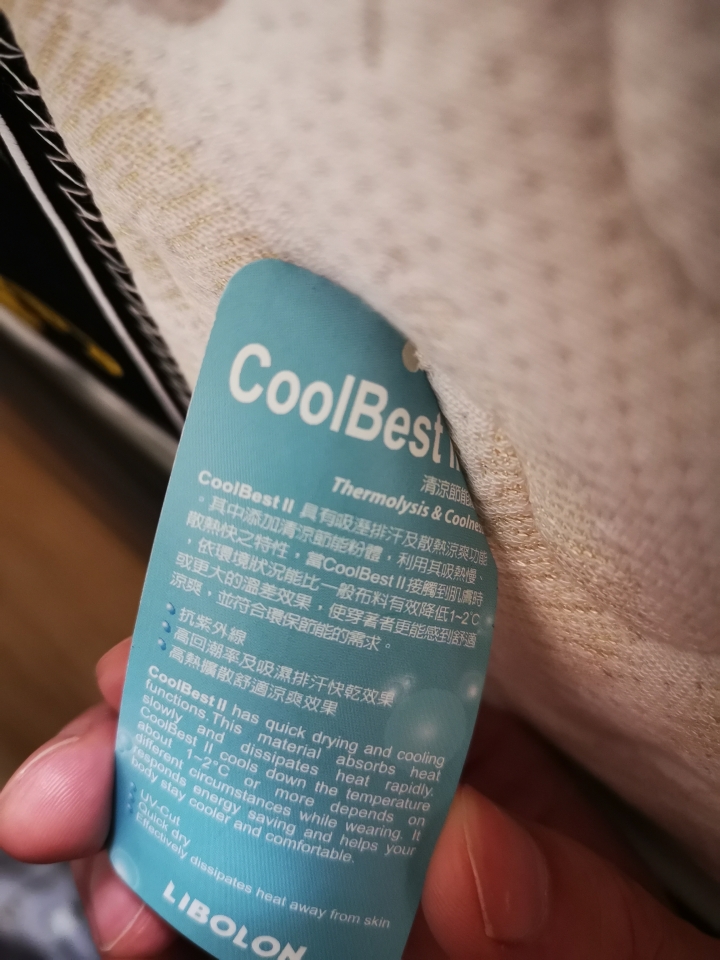 CoolBest II
清涼節能
Thermolysis & Coolness
CoolBest II 具有吸溼排汗及散熱涼爽功能
。其中添加清涼節能粉體，利用其吸熱慢、
散熱快之特性，當CoolBest II接觸到肌膚時
，依環境狀況能比一般布料有效降低1~2℃
或更大的溫差效果，使穿著者更能感到舒適
涼爽，並符合環保節能的需求。
抗紫外線
高回潮率及吸濕排汗快乾效果
高熱擴散舒適涼爽效果
CoolBest II has quick drying and cooling
functions.This material absorbs heat
slowly and dissipates heat rapidly.
CoolBest II cools down the temperature
about 1~2°C or more depends on
different circumstances while wearing. It
responds energy saving and helps your
body stay cooler and comfortable.
UV-Cut
Quick dry
Effectively dissipates heat away from skin
LIBOLON